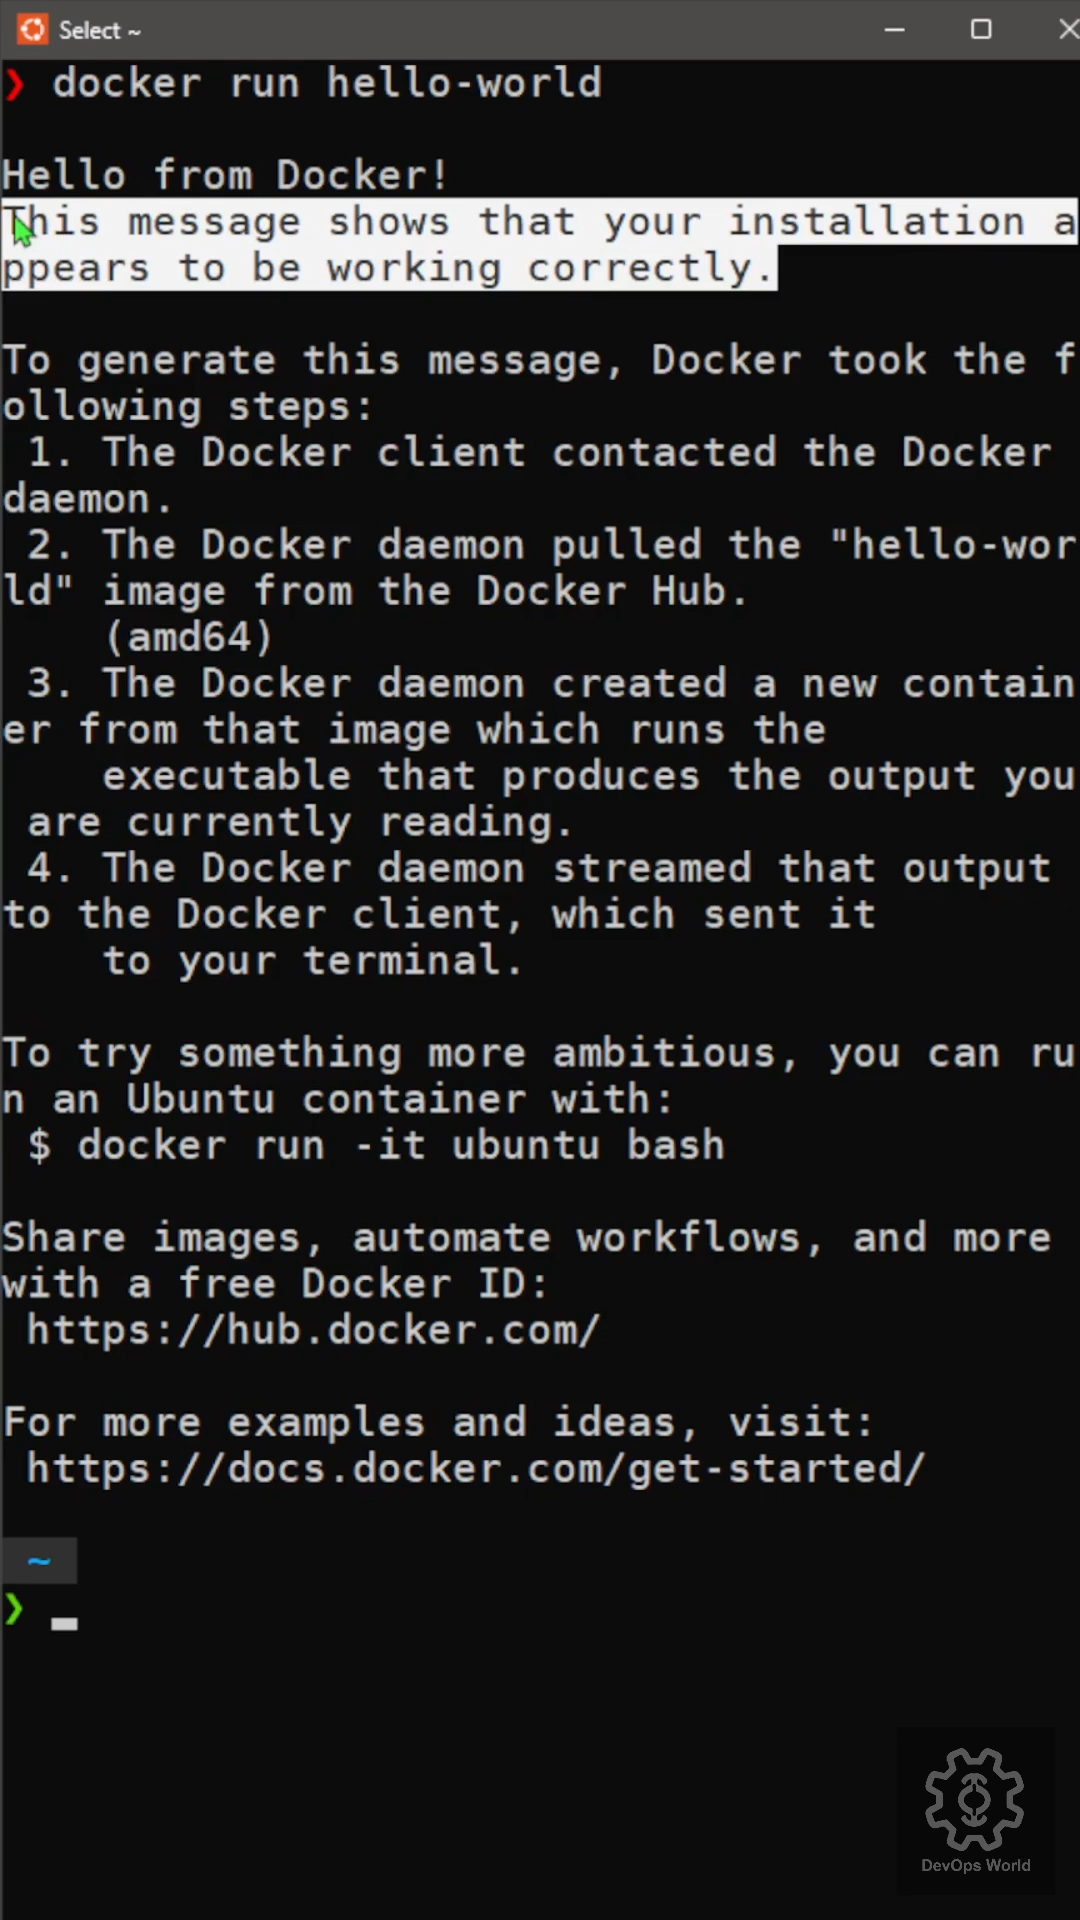 Select ~
❯ docker run hello-world
Hello from Docker!
This message shows that your installation a
ppears to be working correctly.
To generate this message, Docker took the f
ollowing steps:
 1. The Docker client contacted the Docker
daemon.
 2. The Docker daemon pulled the "hello-wor
ld" image from the Docker Hub.
    (amd64)
 3. The Docker daemon created a new contain
er from that image which runs the
    executable that produces the output you
 are currently reading.
 4. The Docker daemon streamed that output
to the Docker client, which sent it
    to your terminal.
To try something more ambitious, you can ru
n an Ubuntu container with:
 $ docker run -it ubuntu bash
Share images, automate workflows, and more
with a free Docker ID:
 https://hub.docker.com/
For more examples and ideas, visit:
 https://docs.docker.com/get-started/
~
❯
DevOps World